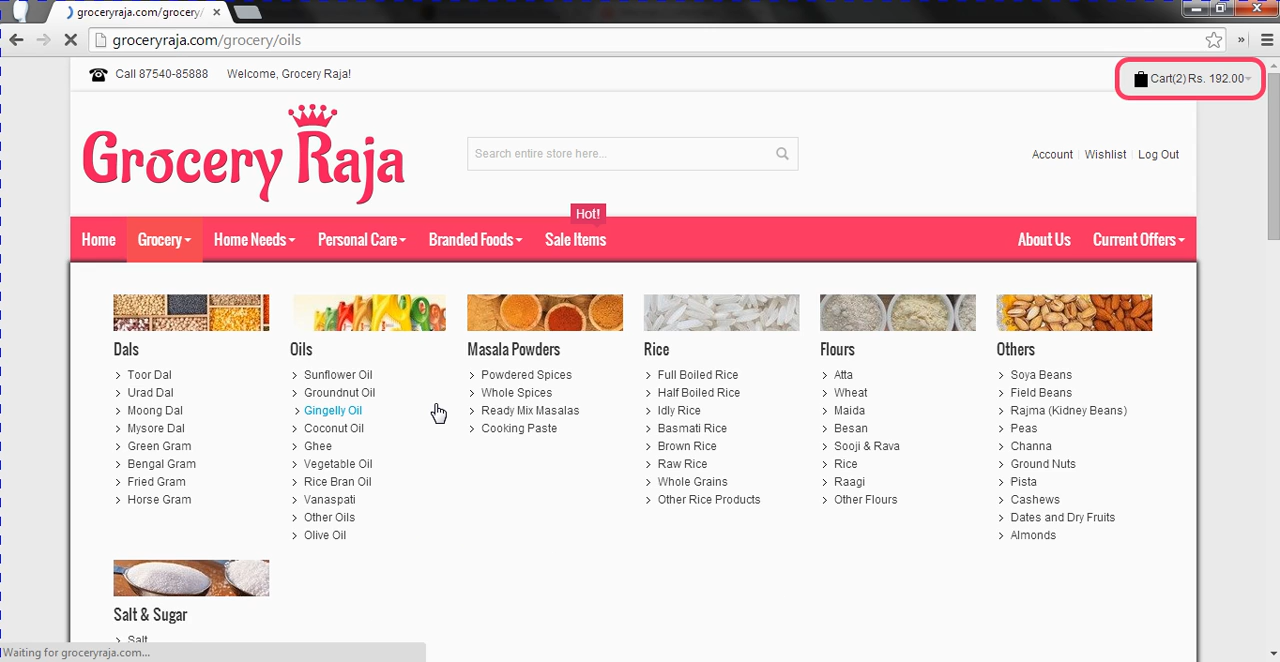 groceryraja.com/grocery/
groceryraja.com/grocery/oils
Call 87540-85888 Welcome, Grocery Raja!
Cart(2) Rs. 192.00
Grocery Raja
Search entire store here...
Account Wishlist Log Out
Hot!
Home Grocery Home Needs Personal Care Branded Foods Sale Items About Us Current Offers
Dals
Toor Dal
Urad Dal
Moong Dal
Mysore Dal
Green Gram
Bengal Gram
Fried Gram
Horse Gram
Oils
Sunflower Oil
Groundnut Oil
Gingelly Oil
Coconut Oil
Ghee
Vegetable Oil
Rice Bran Oil
Vanaspati
Other Oils
Olive Oil
Masala Powders
Powdered Spices
Whole Spices
Ready Mix Masalas
Cooking Paste
Rice
Full Boiled Rice
Half Boiled Rice
Idly Rice
Basmati Rice
Brown Rice
Raw Rice
Whole Grains
Other Rice Products
Flours
Atta
Wheat
Maida
Besan
Sooji & Rava
Rice
Raagi
Other Flours
Others
Soya Beans
Field Beans
Rajma (Kidney Beans)
Peas
Channa
Ground Nuts
Pista
Cashews
Dates and Dry Fruits
Almonds
Salt & Sugar
Salt
Waiting for groceryraja.com...